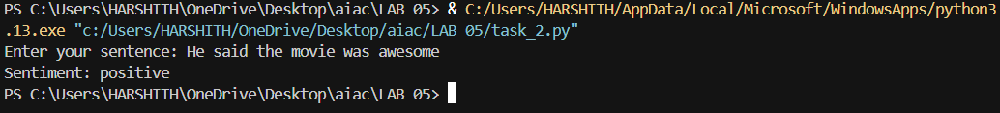 PS C:\Users\HARSHITH\OneDrive\Desktop\aiac\LAB 05> & C:/Users/HARSHITH/AppData/Local/Microsoft/WindowsApps/python3
.13.exe "c:/Users/HARSHITH/OneDrive/Desktop/aiac/LAB 05/task_2.py"
Enter your sentence: He said the movie was awesome
Sentiment: positive
PS C:\Users\HARSHITH\OneDrive\Desktop\aiac\LAB 05>